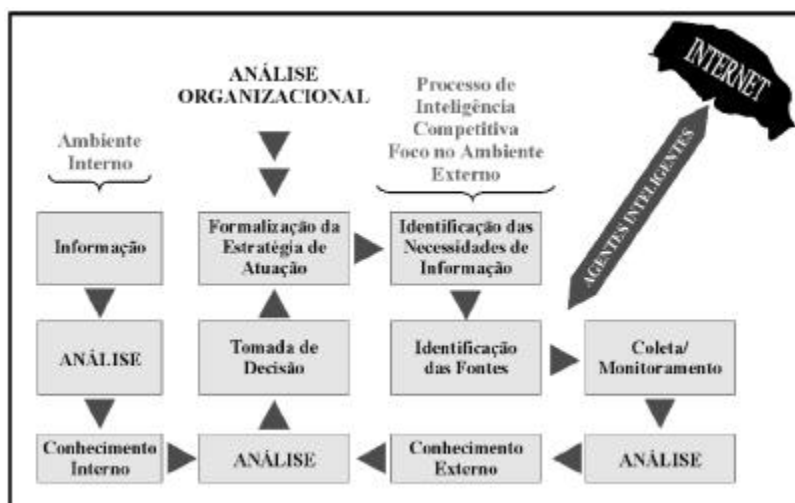 ANÁLISE
ORGANIZACIONAL
Processo de
Inteligência
Competitiva
Foco no Ambiente
Externo
INTERNET
AGENTES INTELIGENTES
Ambiente
Interno
Informação
Formalização da
Estratégia de
Atuação
Identificação das
Necessidades de
Informação
ANÁLISE
Tomada de
Decisão
Identificação
das Fontes
Coleta/
Monitoramento
Conhecimento
Interno
ANÁLISE
Conhecimento
Externo
ANÁLISE